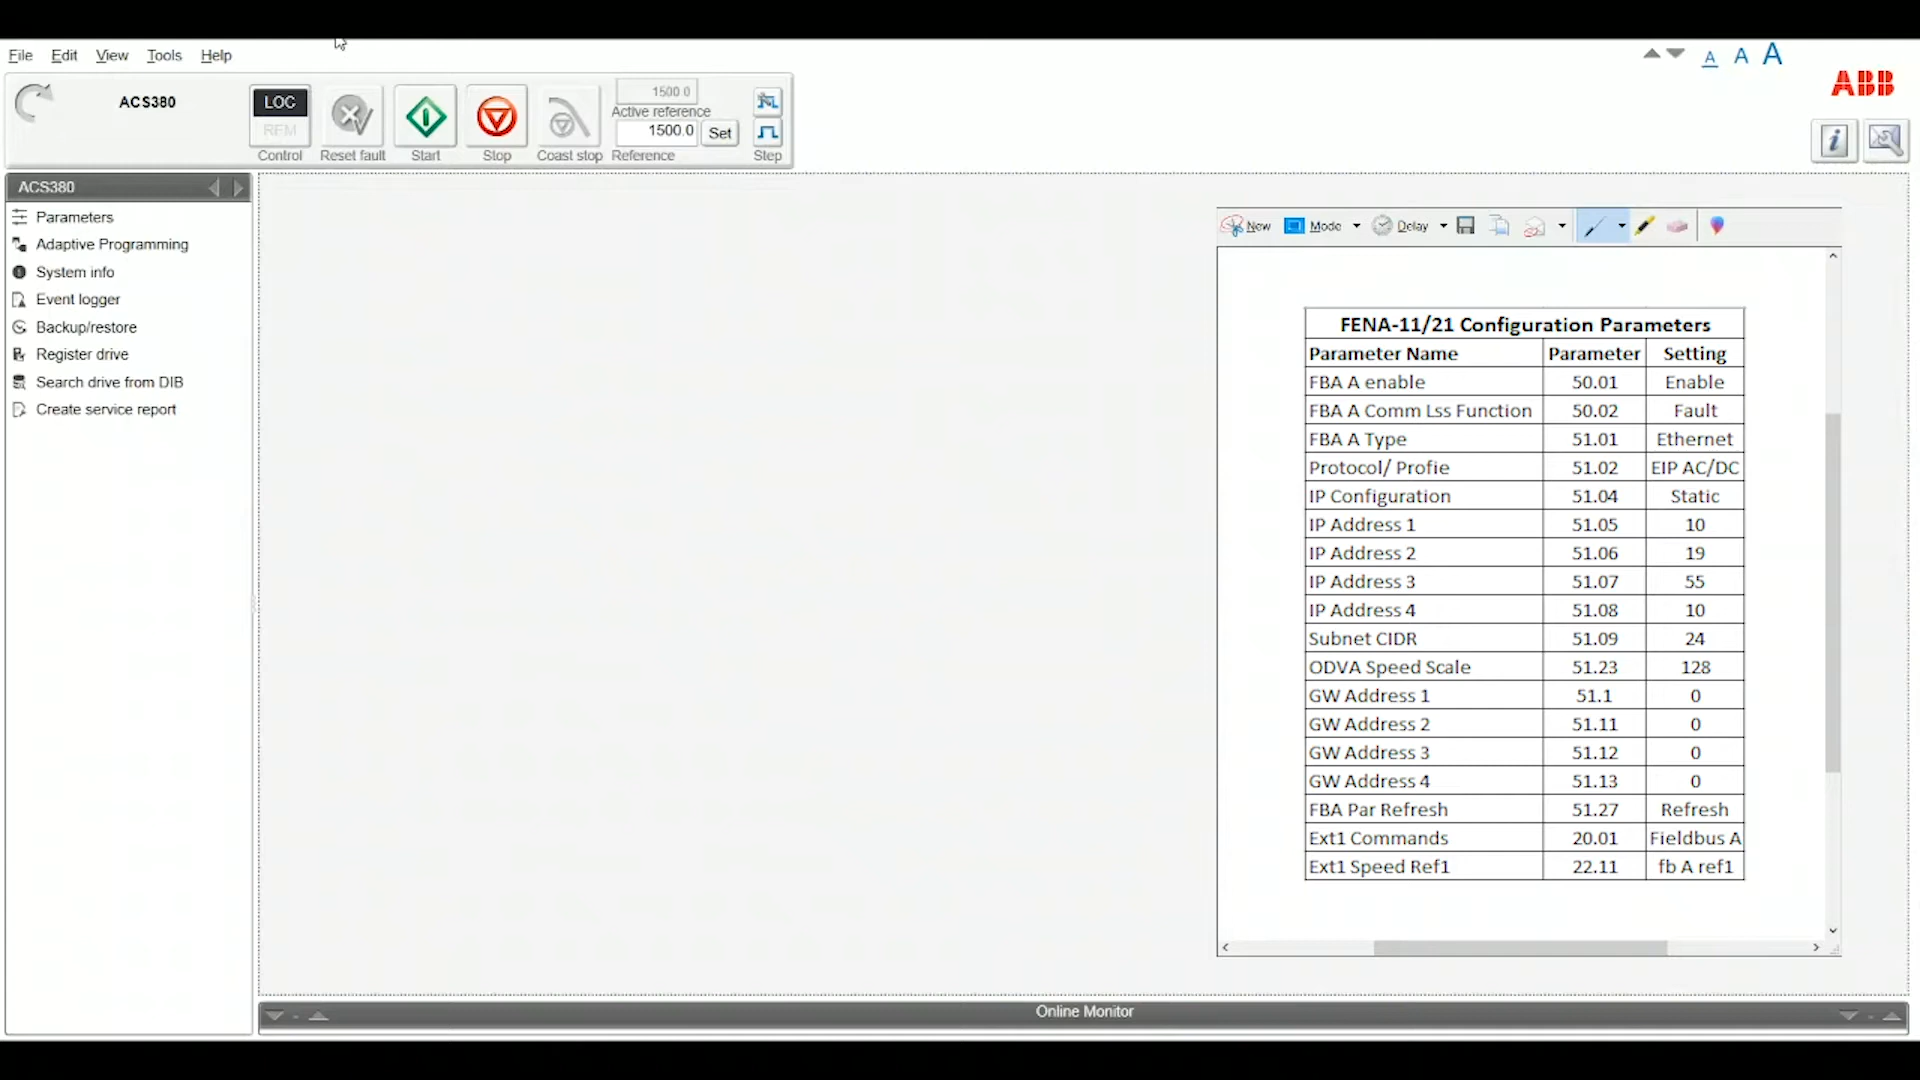 File Edit View Tools Help
A A A
ABB
ACS380
LOC
REM
Control
Reset fault
Start
Stop
Coast stop
1500.0
Active reference
1500.0
Set
Reference
Step
ACS380
Parameters
Adaptive Programming
System info
Event logger
Backup/restore
Register drive
Search drive from DIB
Create service report
New Mode Delay
FENA-11/21 Configuration Parameters
Parameter Name Parameter Setting
FBA A enable 50.01 Enable
FBA A Comm Lss Function 50.02 Fault
FBA A Type 51.01 Ethernet
Protocol/ Profie 51.02 EIP AC/DC
IP Configuration 51.04 Static
IP Address 1 51.05 10
IP Address 2 51.06 19
IP Address 3 51.07 55
IP Address 4 51.08 10
Subnet CIDR 51.09 24
ODVA Speed Scale 51.23 128
GW Address 1 51.1 0
GW Address 2 51.11 0
GW Address 3 51.12 0
GW Address 4 51.13 0
FBA Par Refresh 51.27 Refresh
Ext1 Commands 20.01 Fieldbus A
Ext1 Speed Ref1 22.11 fb A ref1
Online Monitor